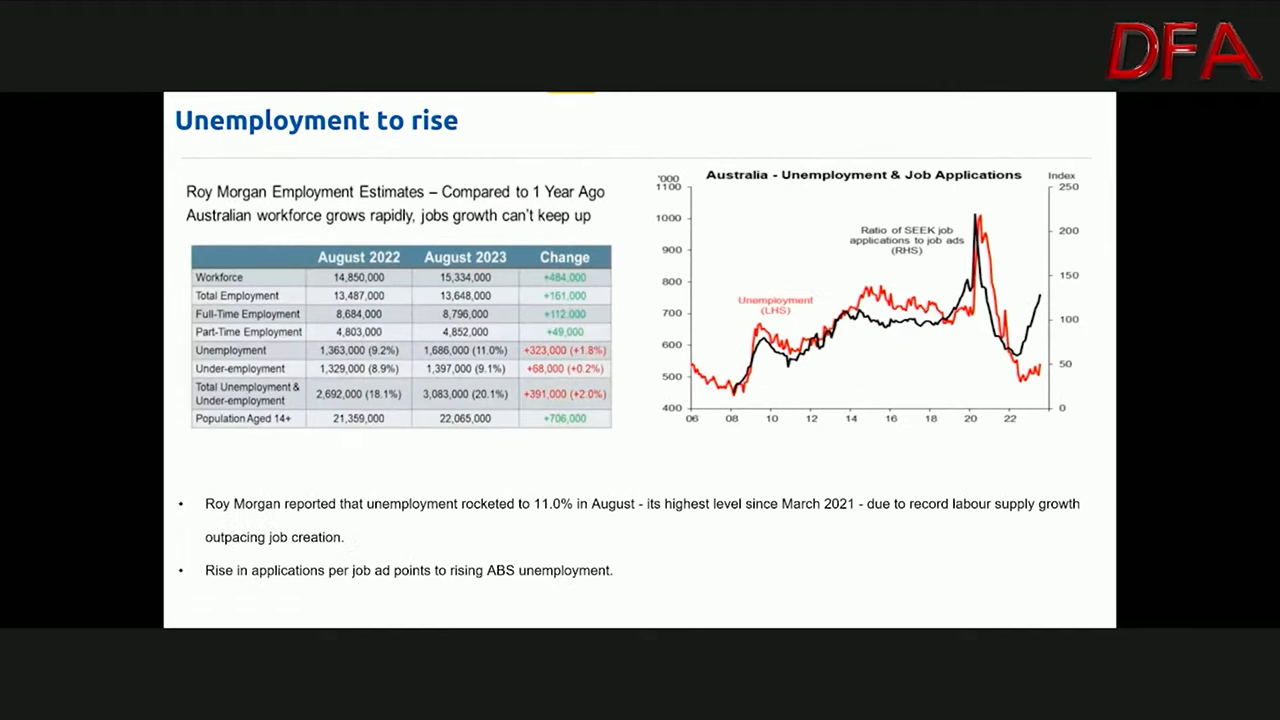 DFA
Unemployment to rise
Roy Morgan Employment Estimates – Compared to 1 Year Ago
Australian workforce grows rapidly, jobs growth can't keep up
August 2022 August 2023 Change
Workforce 14,850,000 15,334,000 +484,000
Total Employment 13,487,000 13,648,000 +161,000
Full-Time Employment 8,684,000 8,796,000 +112,000
Part-Time Employment 4,803,000 4,852,000 +49,000
Unemployment 1,363,000 (9.2%) 1,686,000 (11.0%) +323,000 (+1.8%)
Under-employment 1,329,000 (8.9%) 1,397,000 (9.1%) +68,000 (+0.2%)
Total Unemployment &
Under-employment 2,692,000 (18.1%) 3,083,000 (20.1%) +391,000 (+2.0%)
Population Aged 14+ 21,359,000 22,065,000 +706,000
Australia - Unemployment & Job Applications
'000
Index
1100
1000
900
800
700
600
500
400
250
200
150
100
50
0
Ratio of SEEK job
applications to job ads
(RHS)
Unemployment
(LHS)
06 08 10 12 14 16 18 20 22
• Roy Morgan reported that unemployment rocketed to 11.0% in August - its highest level since March 2021 - due to record labour supply growth
outpacing job creation.
• Rise in applications per job ad points to rising ABS unemployment.